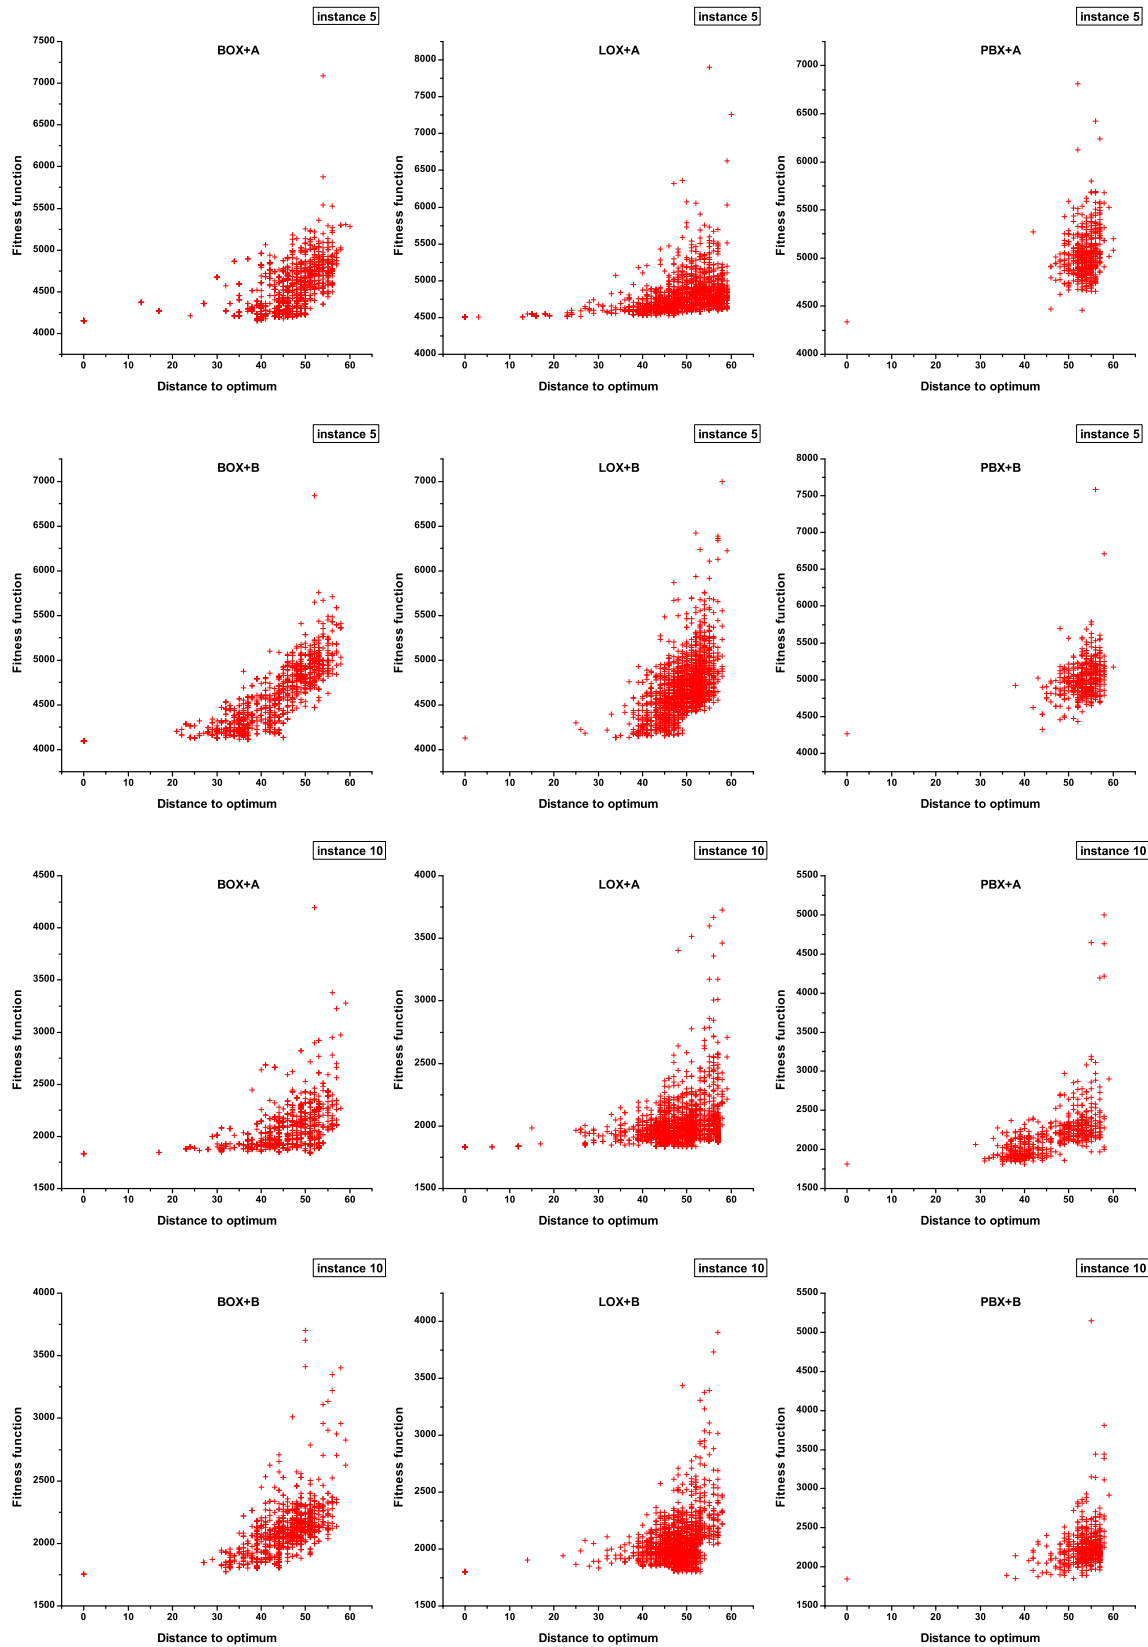 instance 5
BOX+A
Fitness function
7500
7000
6500
6000
5500
5000
4500
4000
0 10 20 30 40 50 60
Distance to optimum
instance 5
LOX+A
Fitness function
8000
7500
7000
6500
6000
5500
5000
4500
4000
0 10 20 30 40 50 60
Distance to optimum
instance 5
PBX+A
Fitness function
7000
6500
6000
5500
5000
4500
4000
0 10 20 30 40 50 60
Distance to optimum
instance 5
BOX+B
Fitness function
7000
6500
6000
5500
5000
4500
4000
0 10 20 30 40 50 60
Distance to optimum
instance 5
LOX+B
Fitness function
7000
6500
6000
5500
5000
4500
4000
0 10 20 30 40 50 60
Distance to optimum
instance 5
PBX+B
Fitness function
8000
7500
7000
6500
6000
5500
5000
4500
4000
0 10 20 30 40 50 60
Distance to optimum
instance 10
BOX+A
Fitness function
4500
4000
3500
3000
2500
2000
1500
0 10 20 30 40 50 60
Distance to optimum
instance 10
LOX+A
Fitness function
4000
3500
3000
2500
2000
1500
0 10 20 30 40 50 60
Distance to optimum
instance 10
PBX+A
Fitness function
5500
5000
4500
4000
3500
3000
2500
2000
1500
0 10 20 30 40 50 60
Distance to optimum
instance 10
BOX+B
Fitness function
4000
3500
3000
2500
2000
1500
0 10 20 30 40 50 60
Distance to optimum
instance 10
LOX+B
Fitness function
4000
3500
3000
2500
2000
1500
0 10 20 30 40 50 60
Distance to optimum
instance 10
PBX+B
Fitness function
5500
5000
4500
4000
3500
3000
2500
2000
1500
0 10 20 30 40 50 60
Distance to optimum